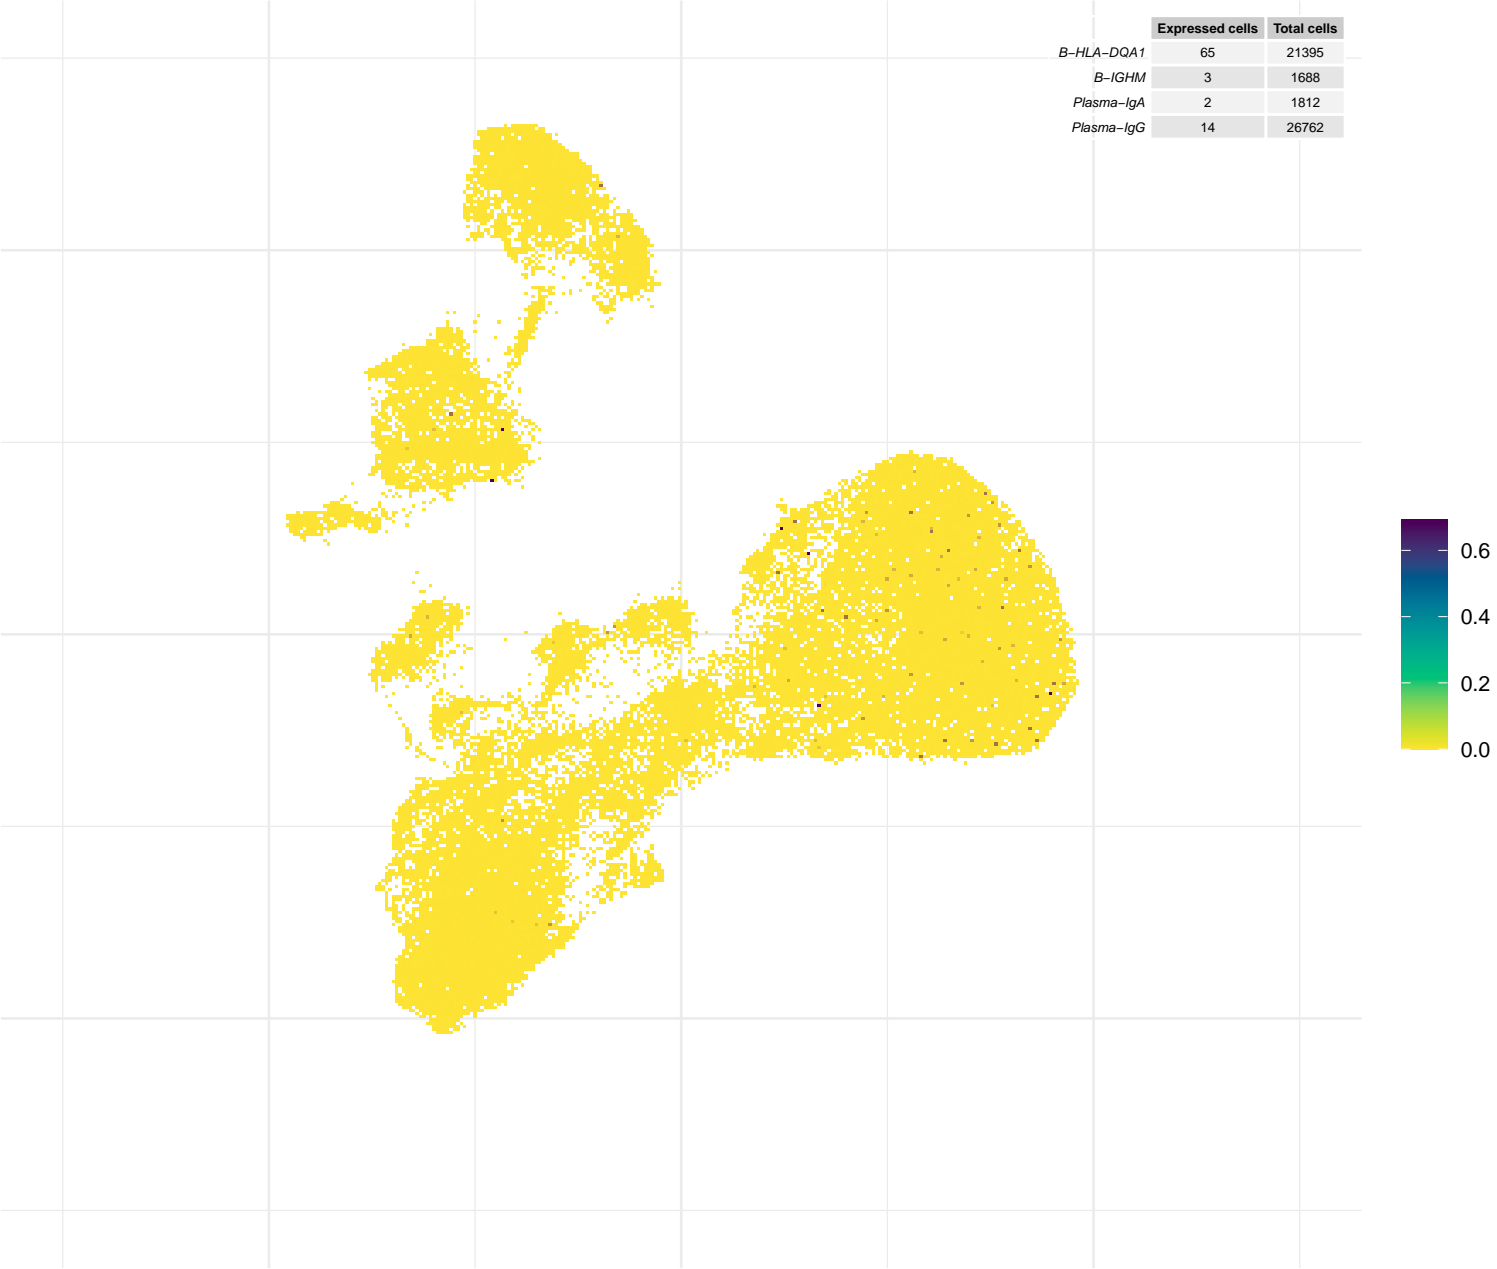 Expressed cells Total cells
B−HLA−DQA1 65 21395
B−IGHM 3 1688
Plasma−IgA 2 1812
Plasma−IgG 14 26762
0.6
0.4
0.2
0.0